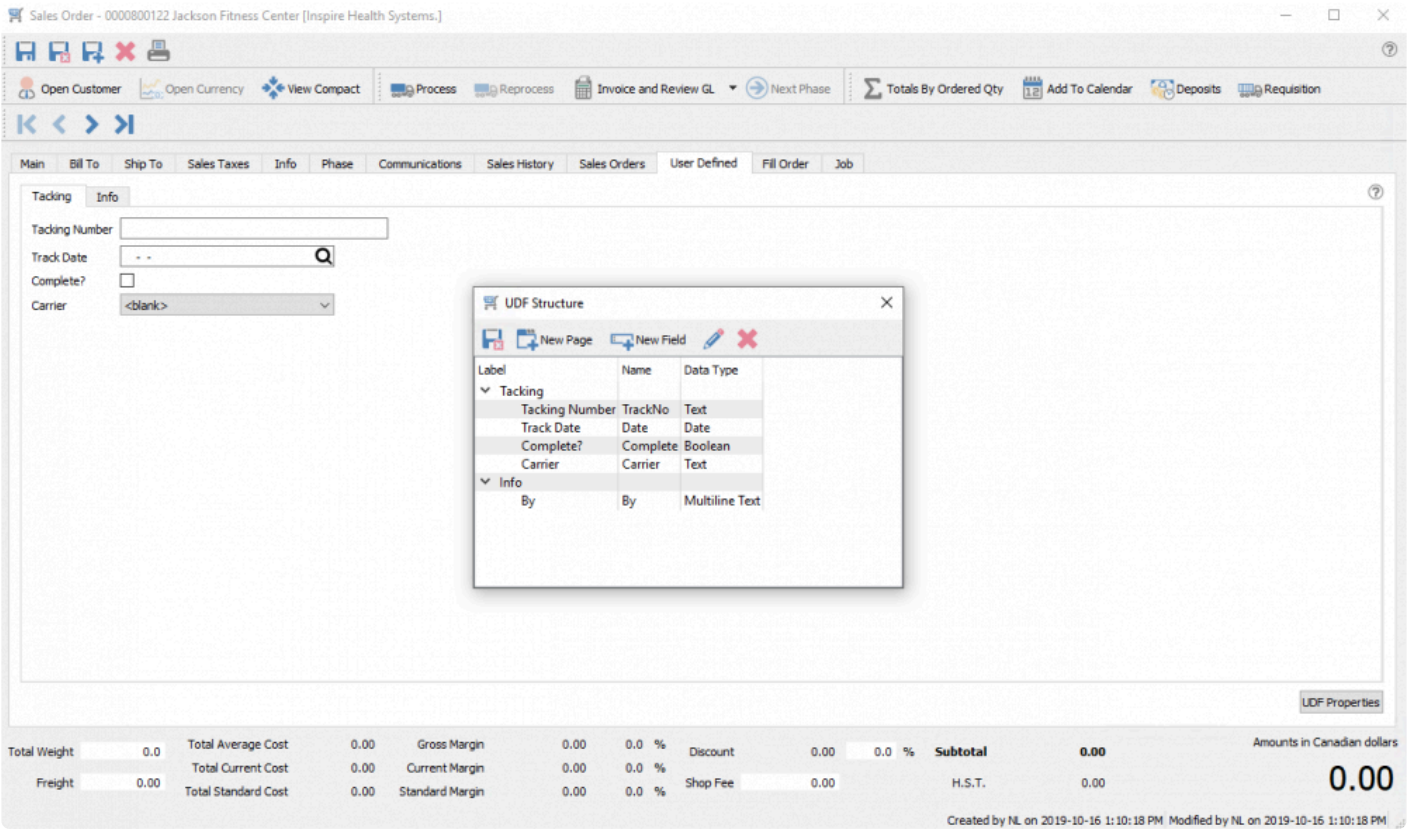 Sales Order - 0000800122 Jackson Fitness Center [Inspire Health Systems.]
Open Customer Open Currency View Compact Process Reprocess Invoice and Review GL Next Phase Totals By Ordered Qty 12 Add To Calendar Deposits Requisition
Main Bill To Ship To Sales Taxes Info Phase Communications Sales History Sales Orders User Defined Fill Order Job
Tacking Info
Tacking Number
Track Date - -
Complete?
Carrier <blank>
UDF Structure
New Page New Field
Label Name Data Type
Tacking
Tacking Number TrackNo Text
Track Date Date Date
Complete? Complete Boolean
Carrier Carrier Text
Info
By By Multiline Text
UDF Properties
Total Weight 0.0 Total Average Cost 0.00 Gross Margin 0.00 0.0 % Discount 0.00 0.0 % Subtotal 0.00 Amounts in Canadian dollars
Total Current Cost 0.00 Current Margin 0.00 0.0 %
Freight 0.00 Total Standard Cost 0.00 Standard Margin 0.00 0.0 % Shop Fee 0.00 H.S.T. 0.00 0.00
Created by NL on 2019-10-16 1:10:18 PM Modified by NL on 2019-10-16 1:10:18 PM